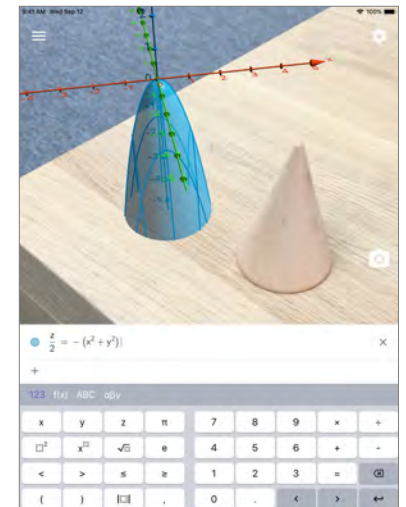 9:41 AM Wed Sep 12
100%
z/2 = − (x² + y²)
×
+
123 f(x) ABC αβγ
x y z π 7 8 9 × ÷
□² x□ √□ e 4 5 6 + -
< > ≤ ≥ 1 2 3 = ⌫
( ) |□| , 0 . < > ↵